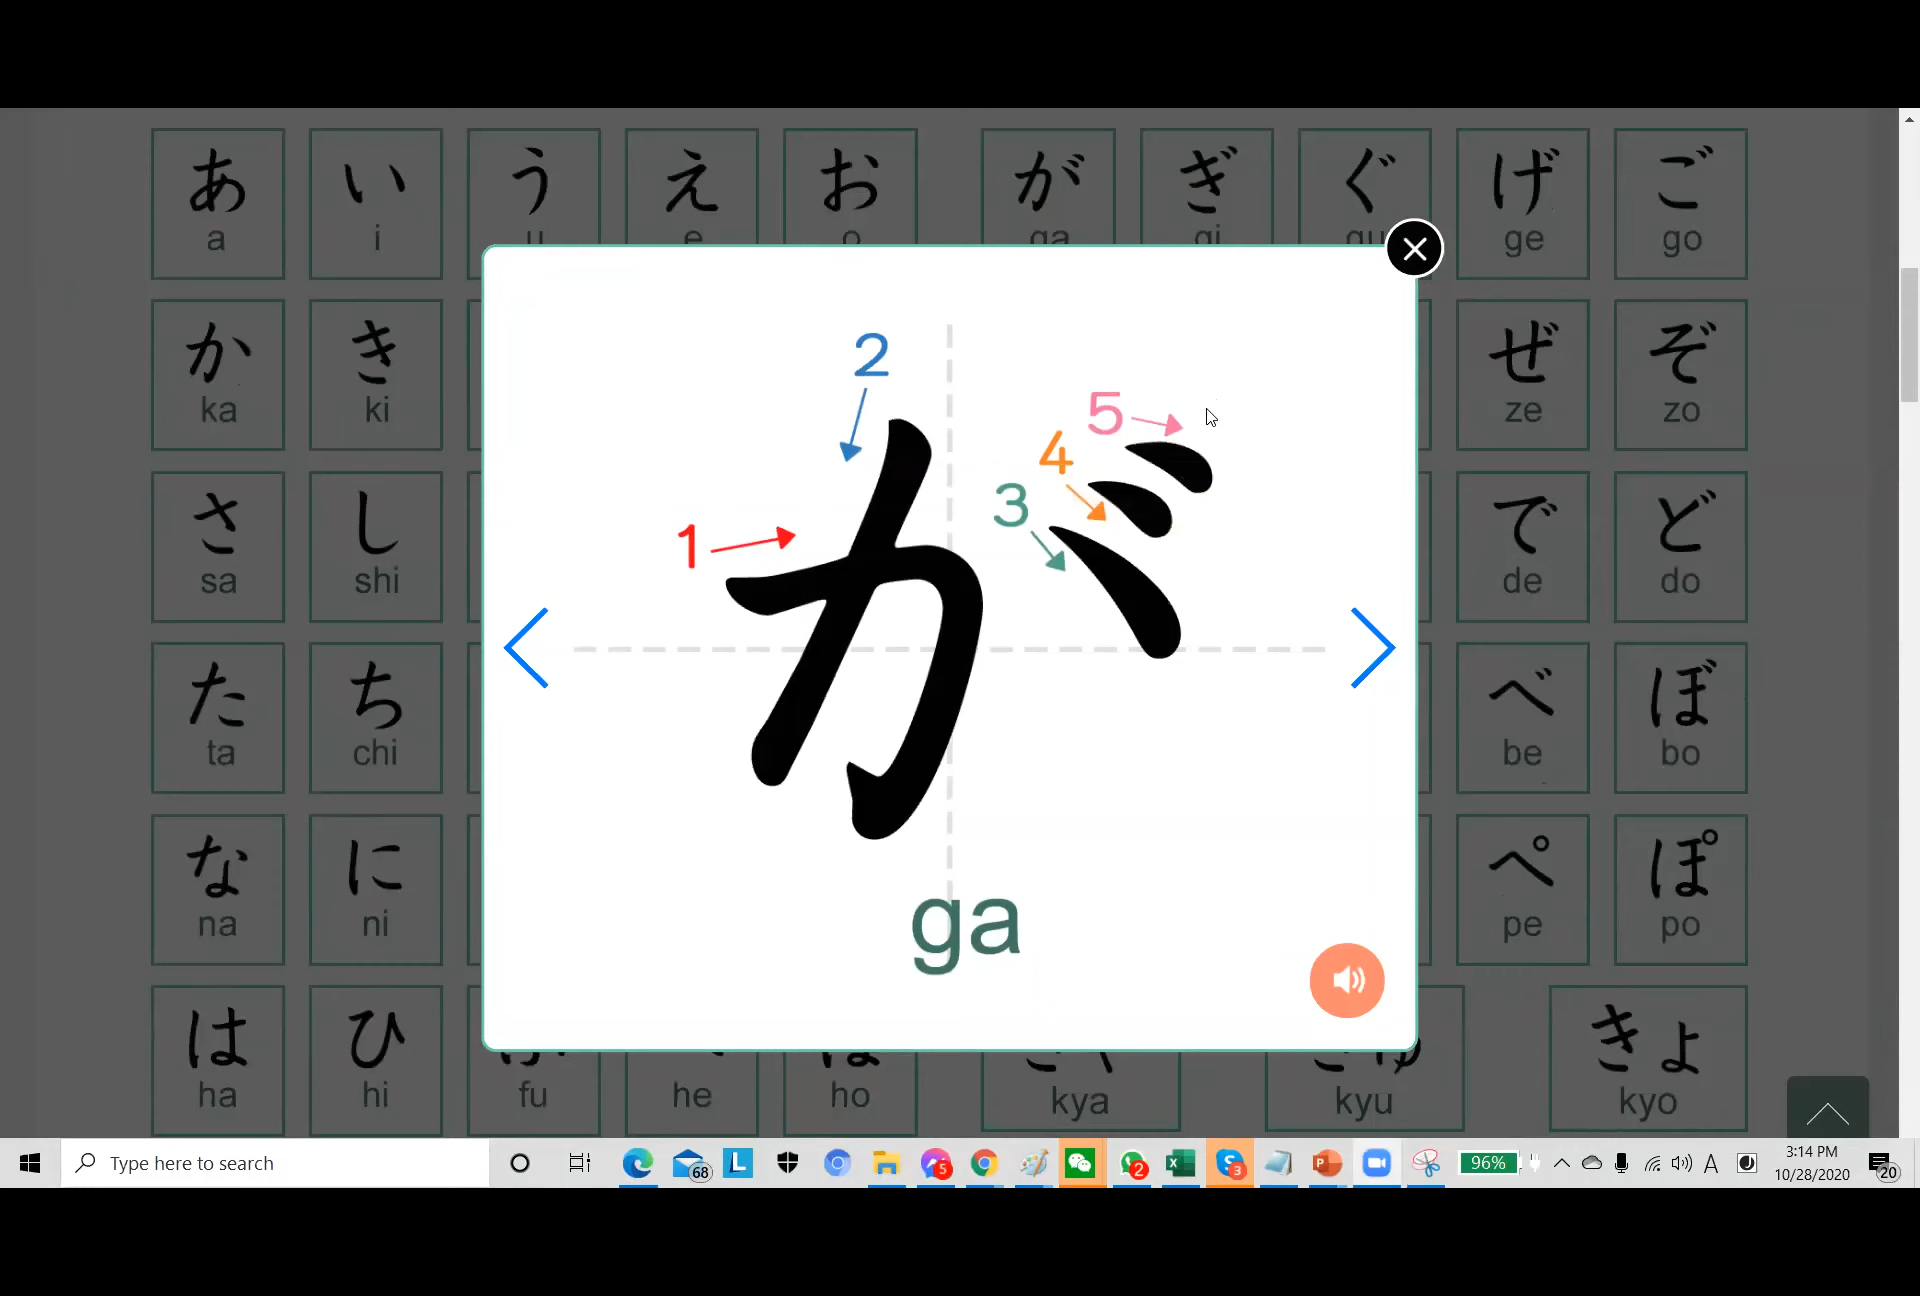 あ い う え お が ぎ ぐ げ ご
a i u e o ga gi gu ge go
2
5
か き ぜ ぞ
4
ka ki ze zo
3
1
さ し で ど
sa shi de do
が
た ち べ ぼ
ta chi be bo
な に ぺ ぽ
na ni pe po
ga
は ひ きょ
ha hi fu he ho kya kyu kyo
Type here to search
68
5
2
3
96%
A
3:14 PM
10/28/2020
20